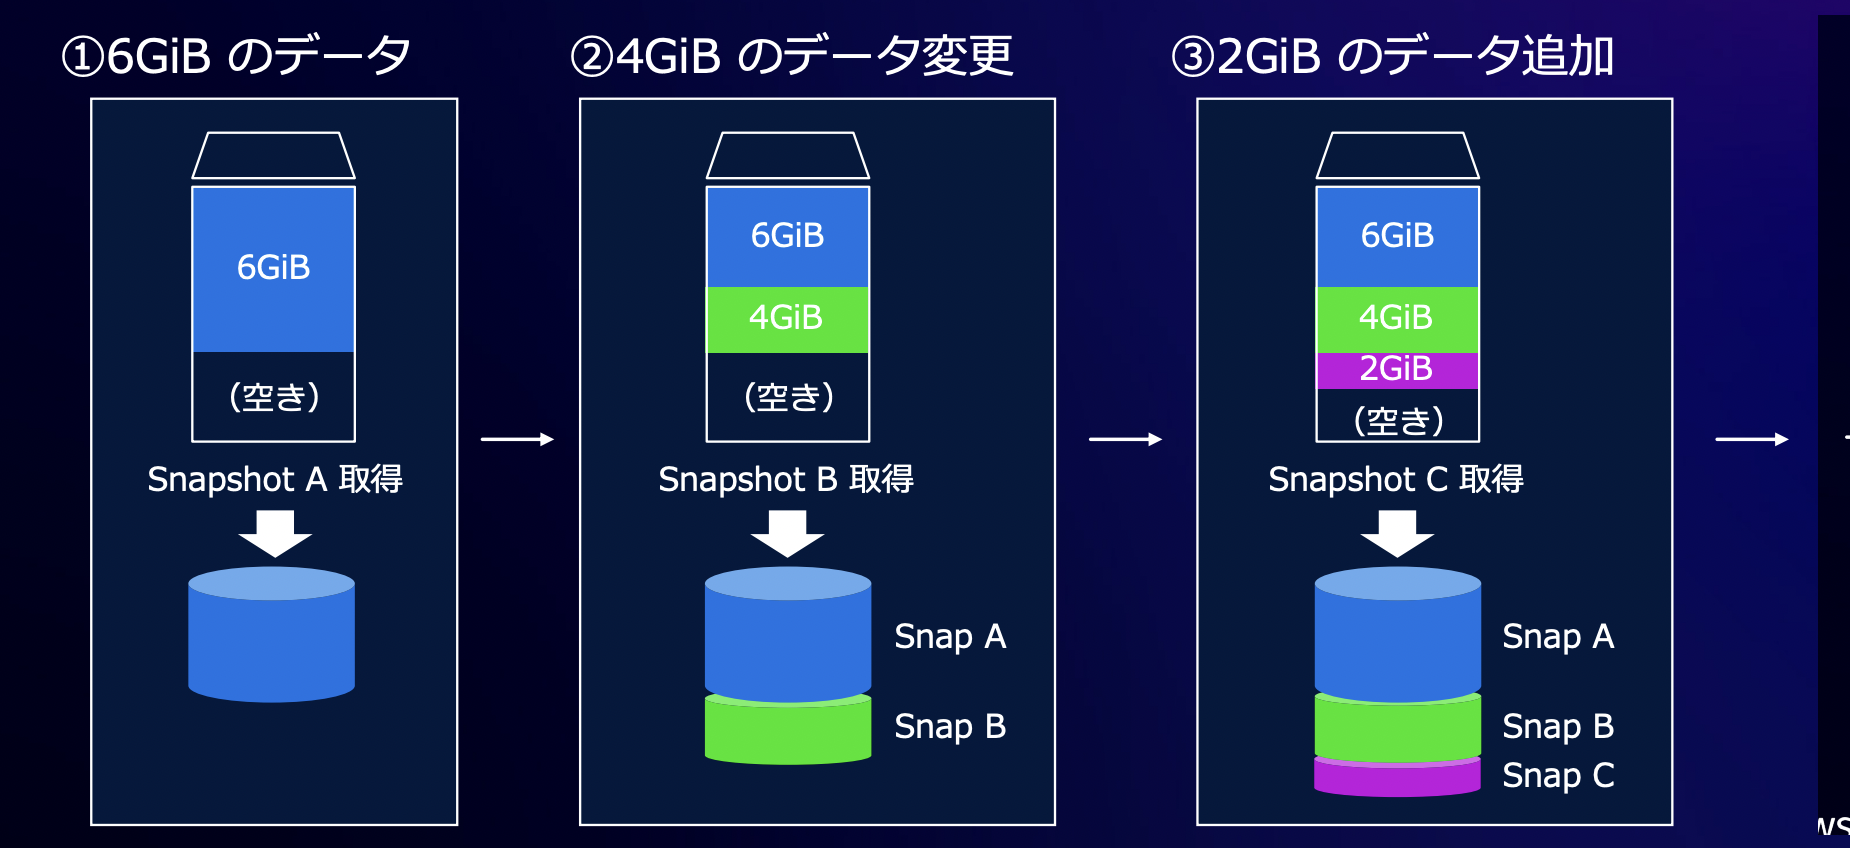 ①6GiB のデータ
6GiB
(空き)
Snapshot A 取得
②4GiB のデータ変更
6GiB
4GiB
(空き)
Snapshot B 取得
Snap A
Snap B
③2GiB のデータ追加
6GiB
4GiB
2GiB
(空き)
Snapshot C 取得
Snap A
Snap B
Snap C